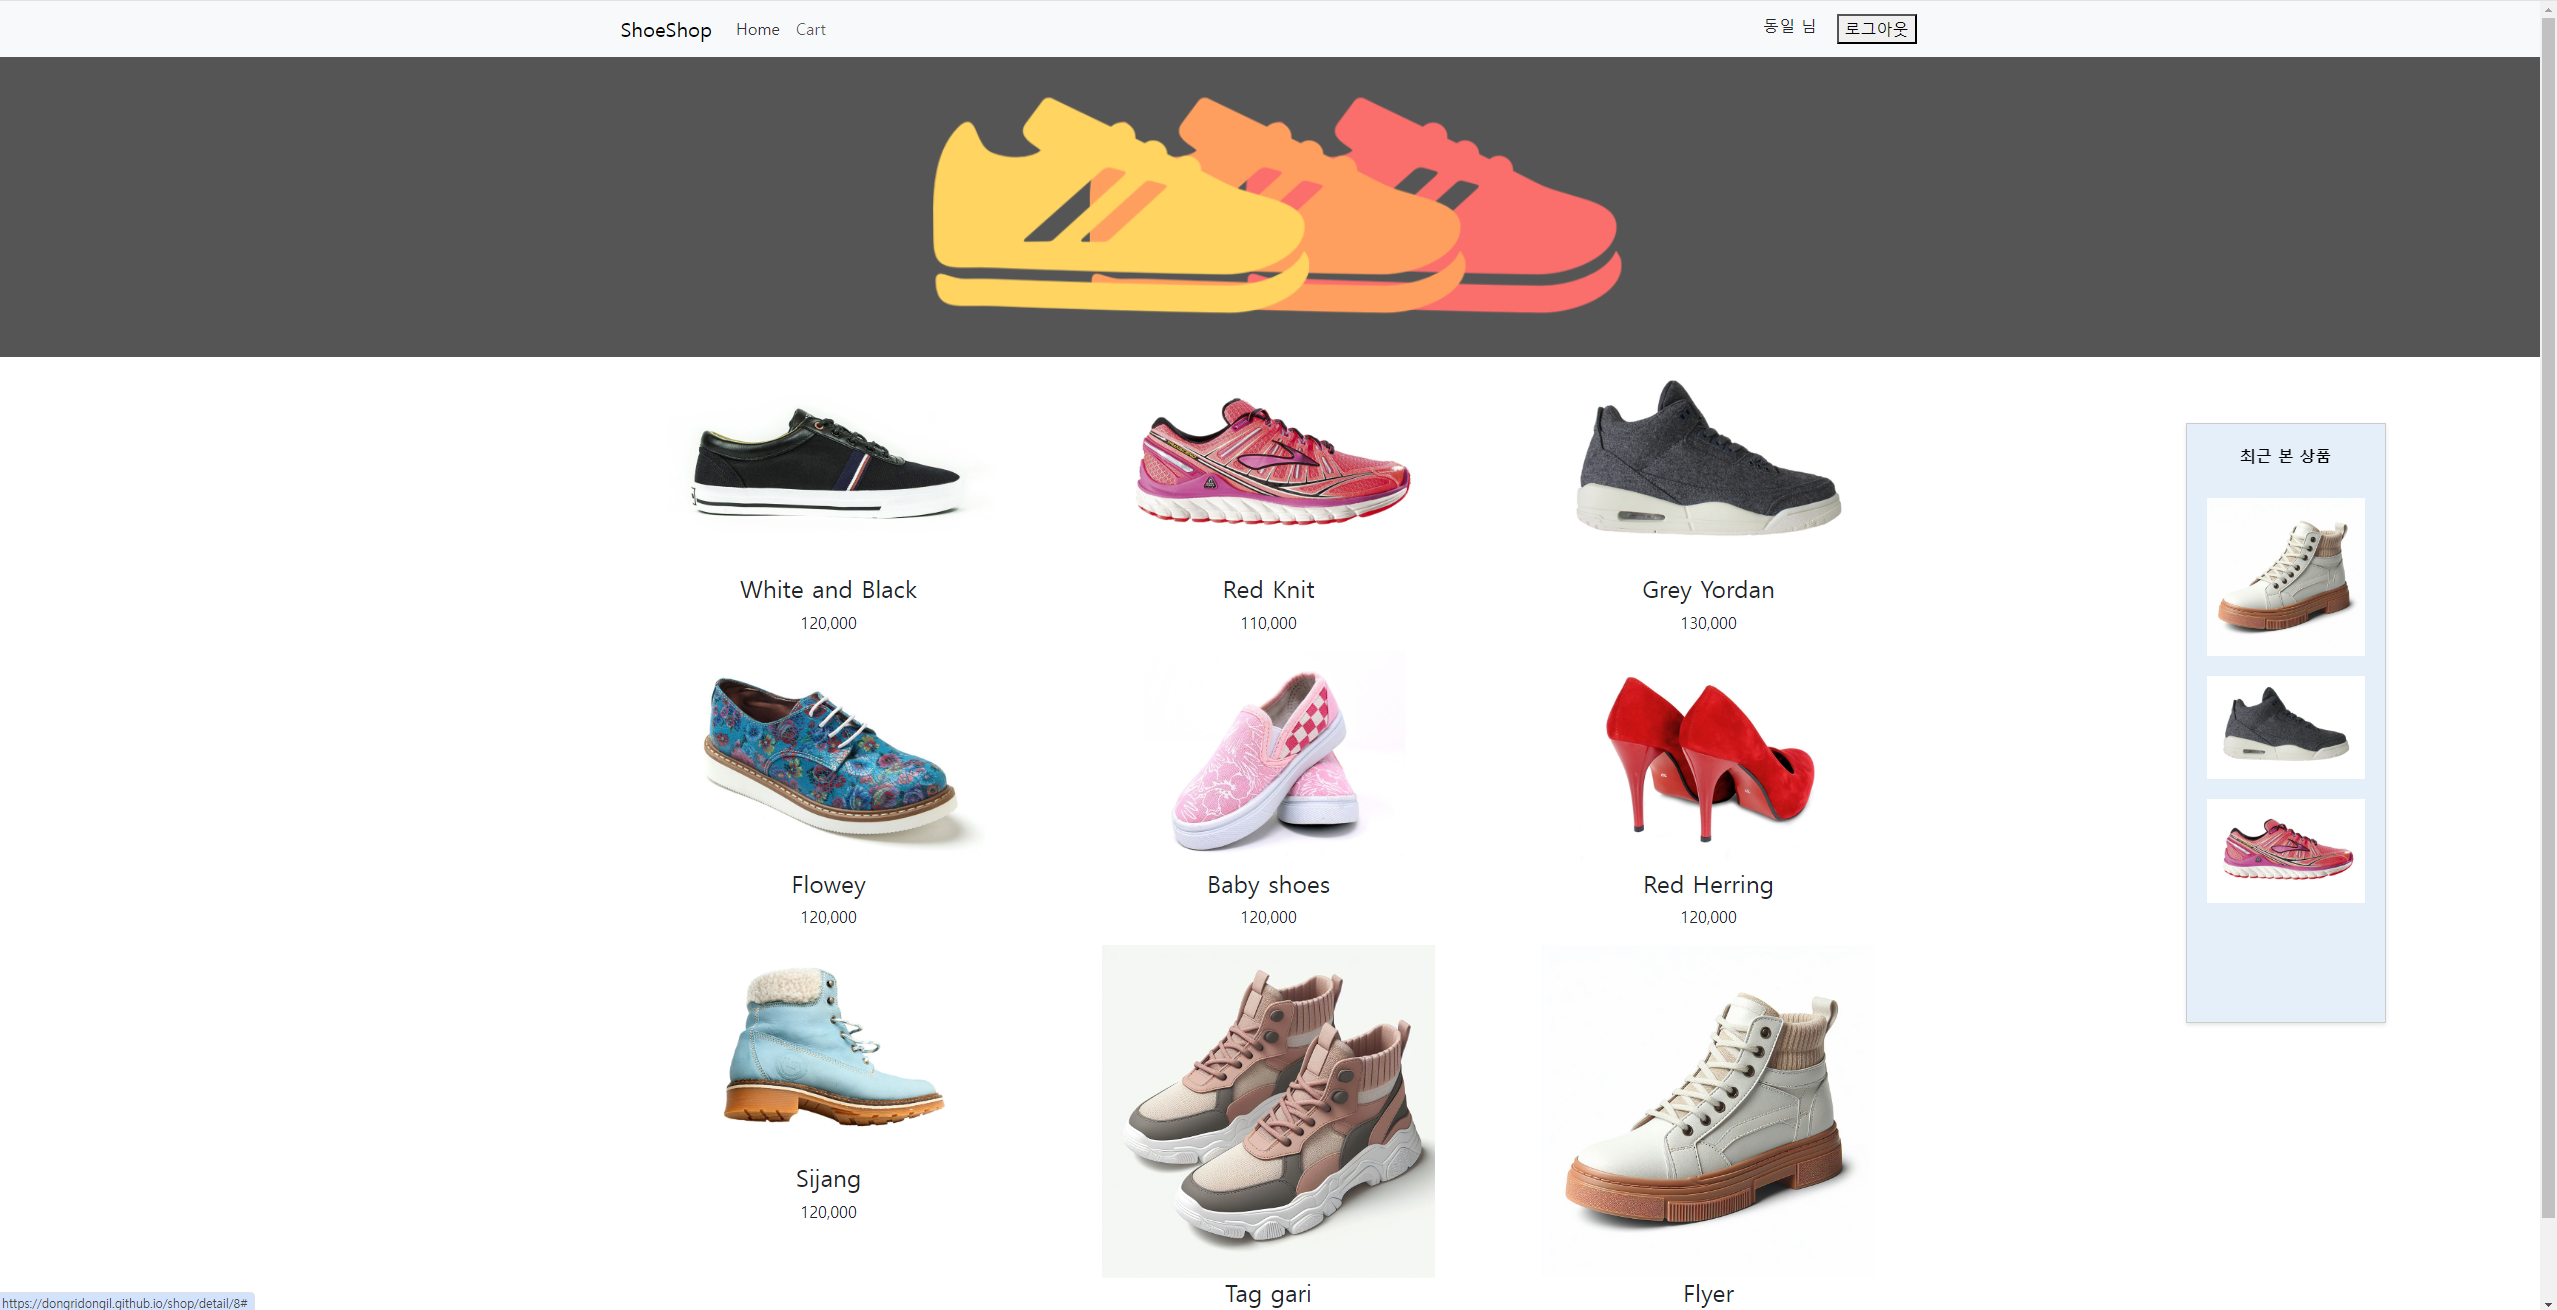 ShoeShop Home Cart 동일 님 로그아웃
White and Black
120,000
Red Knit
110,000
Grey Yordan
130,000
Flowey
120,000
Baby shoes
120,000
Red Herring
120,000
Sijang
120,000
Tag gari
Flyer
최근 본 상품
https://dongridongil.github.io/shop/detail/8#